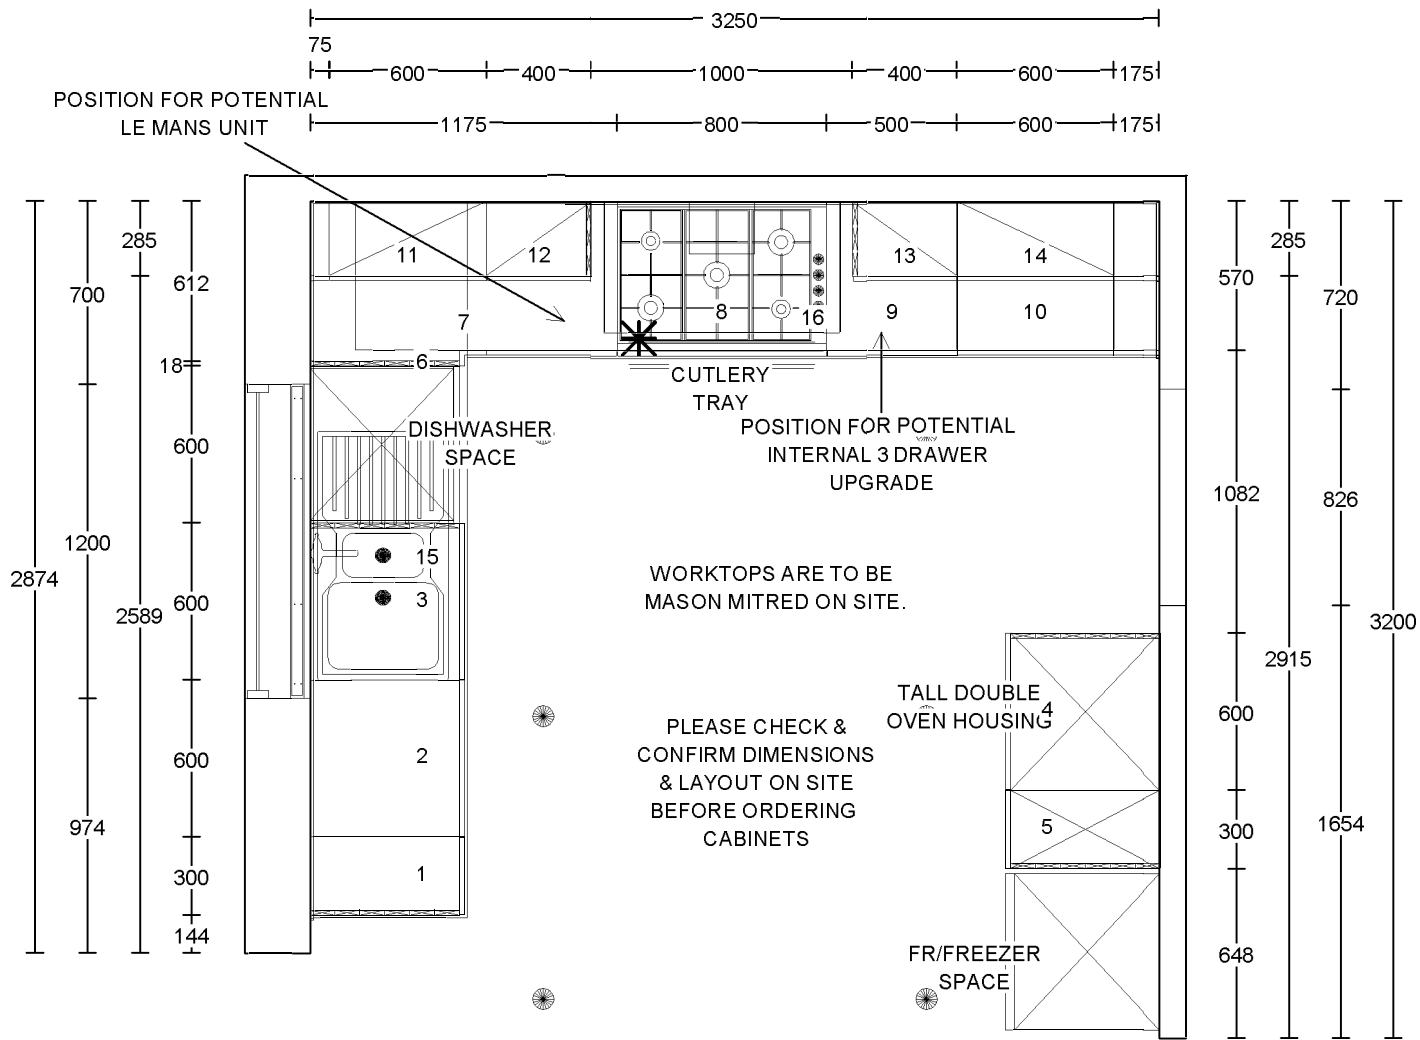 3250
75
600
400
1000
400
600
175
POSITION FOR POTENTIAL
LE MANS UNIT
1175
800
500
600
175
285
700
612
11
12
13
14
570
285
720
7
8
16
9
10
18
6
CUTLERY
TRAY
DISHWASHER
SPACE
POSITION FOR POTENTIAL
INTERNAL 3 DRAWER
UPGRADE
600
1082
826
1200
2874
2589
600
15
3
WORKTOPS ARE TO BE
MASON MITRED ON SITE.
3200
2915
TALL DOUBLE
OVEN HOUSING
4
600
PLEASE CHECK &
CONFIRM DIMENSIONS
& LAYOUT ON SITE
BEFORE ORDERING
CABINETS
600
2
974
5
300
1654
300
1
144
FR/FREEZER
SPACE
648